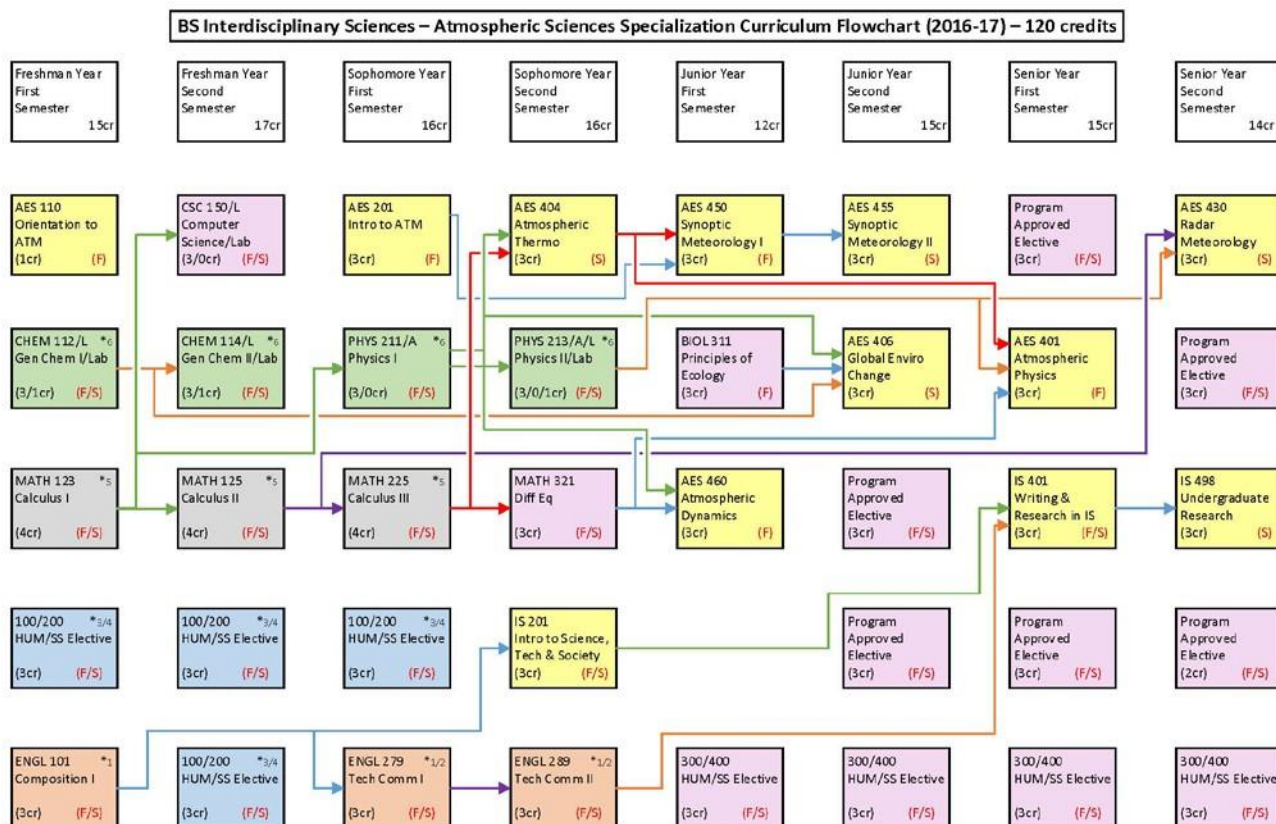 BS Interdisciplinary Sciences – Atmospheric Sciences Specialization Curriculum Flowchart (2016-17) – 120 credits
Freshman Year
First
Semester
15cr
Freshman Year
Second
Semester
17cr
Sophomore Year
First
Semester
16cr
Sophomore Year
Second
Semester
16cr
Junior Year
First
Semester
12cr
Junior Year
Second
Semester
15cr
Senior Year
First
Semester
15cr
Senior Year
Second
Semester
14cr
AES 110
Orientation to
ATM
(1cr) (F)
CSC 150/L
Computer
Science/Lab
(3/0cr) (F/S)
AES 201
Intro to ATM
(3cr) (F)
AES 404
Atmospheric
Thermo
(3cr) (S)
AES 450
Synoptic
Meteorology I
(3cr) (F)
AES 455
Synoptic
Meteorology II
(3cr) (S)
Program
Approved
Elective
(3cr) (F/S)
AES 430
Radar
Meteorology
(3cr) (S)
CHEM 112/L *6
Gen Chem I/Lab
(3/1cr) (F/S)
CHEM 114/L *6
Gen Chem II/Lab
(3/1cr) (F/S)
PHYS 211/A *6
Physics I
(3/0cr) (F/S)
PHYS 213/A/L *6
Physics II/Lab
(3/0/1cr) (F/S)
BIOL 311
Principles of
Ecology
(3cr) (F)
AES 406
Global Enviro
Change
(3cr) (S)
AES 401
Atmospheric
Physics
(3cr) (F)
Program
Approved
Elective
(3cr) (F/S)
MATH 123 *5
Calculus I
(4cr) (F/S)
MATH 125 *5
Calculus II
(4cr) (F/S)
MATH 225 *5
Calculus III
(4cr) (F/S)
MATH 321
Diff Eq
(3cr) (F/S)
AES 460
Atmospheric
Dynamics
(3cr) (F)
Program
Approved
Elective
(3cr) (F/S)
IS 401
Writing &
Research in IS
(3cr) (F/S)
IS 498
Undergraduate
Research
(3cr) (S)
100/200 *3/4
HUM/SS Elective
(3cr) (F/S)
100/200 *3/4
HUM/SS Elective
(3cr) (F/S)
100/200 *3/4
HUM/SS Elective
(3cr) (F/S)
IS 201
Intro to Science,
Tech & Society
(3cr) (F/S)
Program
Approved
Elective
(3cr) (F/S)
Program
Approved
Elective
(3cr) (F/S)
Program
Approved
Elective
(2cr) (F/S)
ENGL 101 *1
Composition I
(3cr) (F/S)
100/200 *3/4
HUM/SS Elective
(3cr) (F/S)
ENGL 279 *1/2
Tech Comm I
(3cr) (F/S)
ENGL 289 *1/2
Tech Comm II
(3cr) (F/S)
300/400
HUM/SS Elective
(3cr) (F/S)
300/400
HUM/SS Elective
(3cr) (F/S)
300/400
HUM/SS Elective
(3cr) (F/S)
300/400
HUM/SS Elective
(3cr) (F/S)